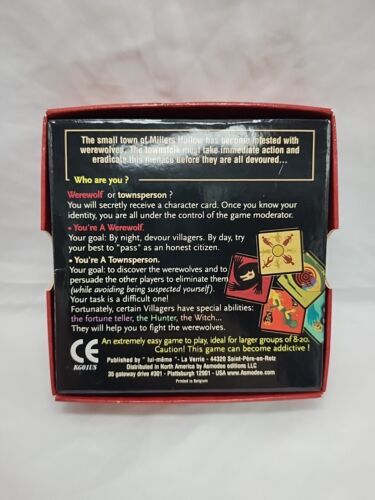 The small town of Millers Hollow has become infested with
werewolves. The townsfolk must take immediate action and
eradicate this menace before they are all devoured...
Who are you ?
Werewolf or townsperson ?
You will secretly receive a character card. Once you know your
identity, you are all under the control of the game moderator.
• You're A Werewolf.
Your goal: By night, devour villagers. By day, try
your best to "pass" as an honest citizen.
• You're A Townsperson.
Your goal: to discover the werewolves and to
persuade the other players to eliminate them
(while avoiding being suspected yourself).
Your task is a difficult one!
Fortunately, certain Villagers have special abilities:
the fortune teller, the Hunter, the Witch...
They will help you to fight the werewolves.
CE
KG01US
An extremely easy game to play, ideal for larger groups of 8-20.
Caution! This game can become addictive !
Published by " lui-même " - La Verrie - 44320 Saint-Père-en-Retz
Distributed in North America by Asmodee editions LLC
35 gateway drive #301 - Plattsburgh 12901 - USA www.Asmodee.com
Printed in Belgium